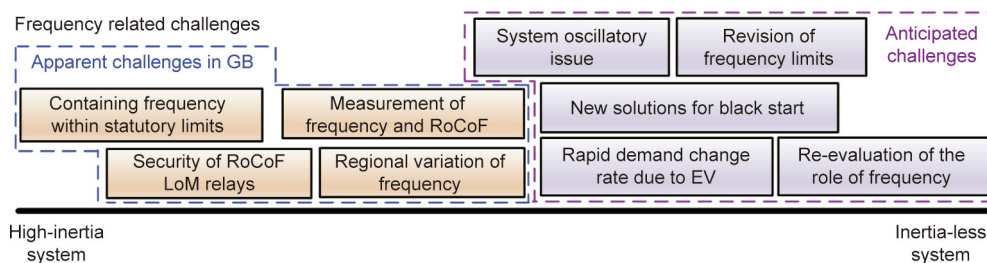 Frequency related challenges
Apparent challenges in GB
Containing frequency
within statutory limits
Measurement of
frequency and RoCoF
Security of RoCoF
LoM relays
Regional variation of
frequency
System oscillatory
issue
Revision of
frequency limits
Anticipated
challenges
New solutions for black start
Rapid demand change
rate due to EV
Re-evaluation of the
role of frequency
High-inertia
system
Inertia-less
system